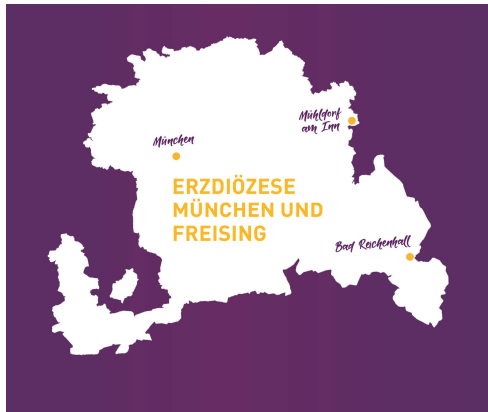 Mühldorf
am Inn
München
ERZDIÖZESE
MÜNCHEN UND
FREISING
Bad Reichenhall